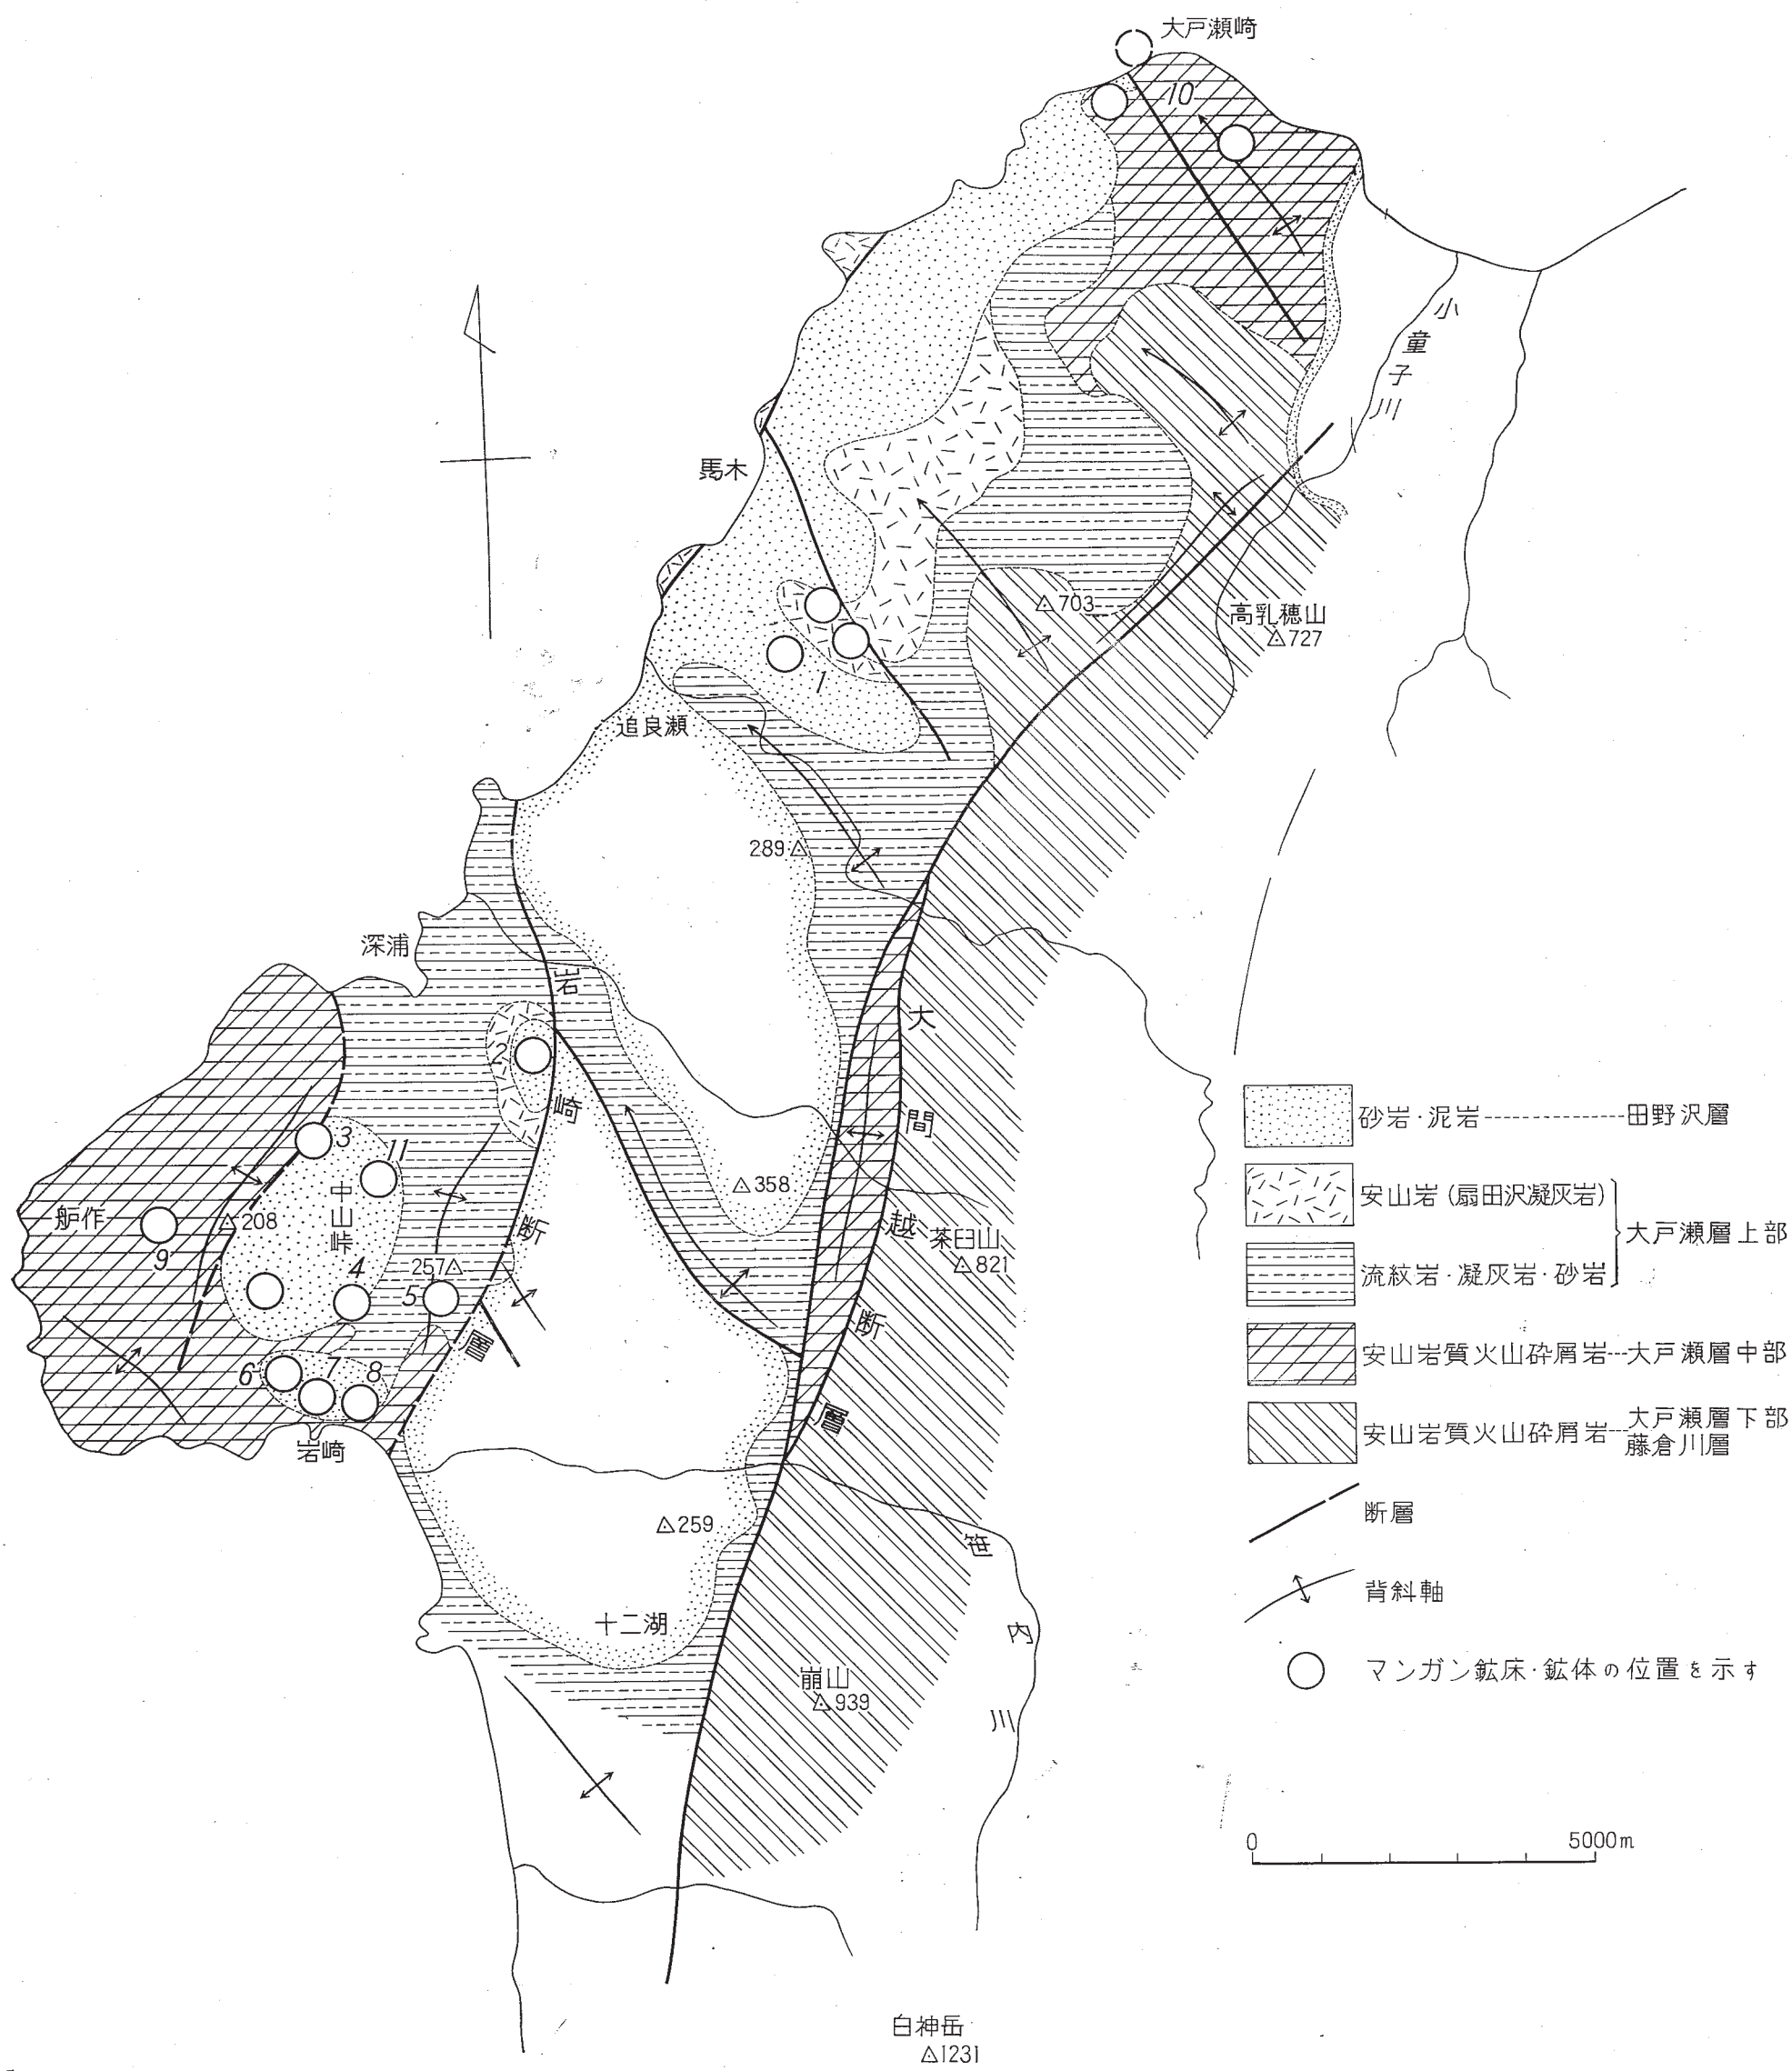 大戸瀬崎
10
小童子川
馬木
△703
高乳穂山
△727
1
追良瀬
289△
深浦
岩崎断層
大間越断層
2
3
11
中山峠
△358
舮作
△208
9
茶臼山
△821
257△
4
5
6
7
8
岩崎
△259
笹内川
十二湖
崩山
△939
白神岳
△1231
砂岩・泥岩 田野沢層
安山岩(扇田沢凝灰岩)
大戸瀬層上部
流紋岩・凝灰岩・砂岩
安山岩質火山砕屑岩 大戸瀬層中部
安山岩質火山砕屑岩 大戸瀬層下部
藤倉川層
断層
背斜軸
マンガン鉱床・鉱体の位置を示す
0 5000m